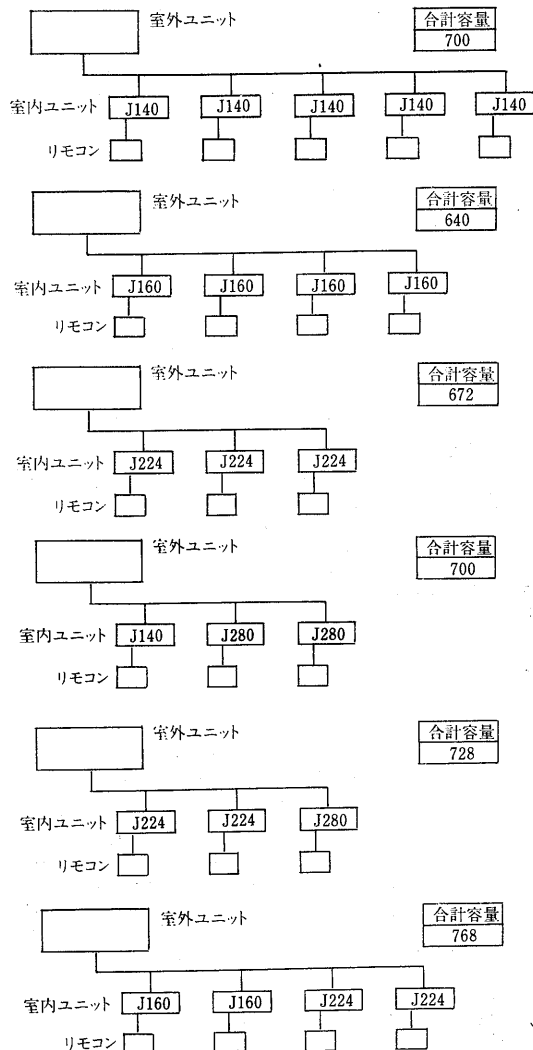 室外ユニット 合計容量
700
室内ユニット J140 J140 J140 J140 J140
リモコン
室外ユニット 合計容量
640
室内ユニット J160 J160 J160 J160
リモコン
室外ユニット 合計容量
672
室内ユニット J224 J224 J224
リモコン
室外ユニット 合計容量
700
室内ユニット J140 J280 J280
リモコン
室外ユニット 合計容量
728
室内ユニット J224 J224 J280
リモコン
室外ユニット 合計容量
768
室内ユニット J160 J160 J224 J224
リモコン